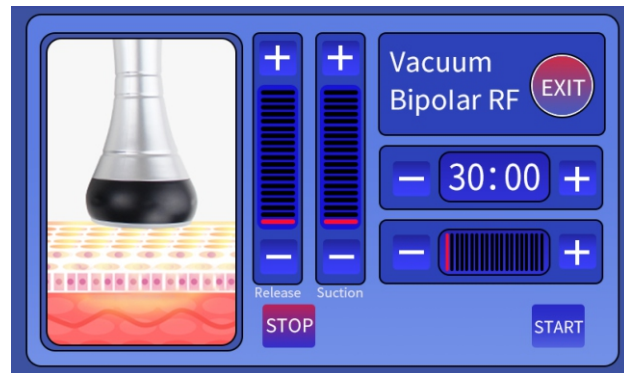 Vacuum
Bipolar RF
EXIT
+
+
- 30:00 +
- +
-
-
Release
Suction
STOP
START